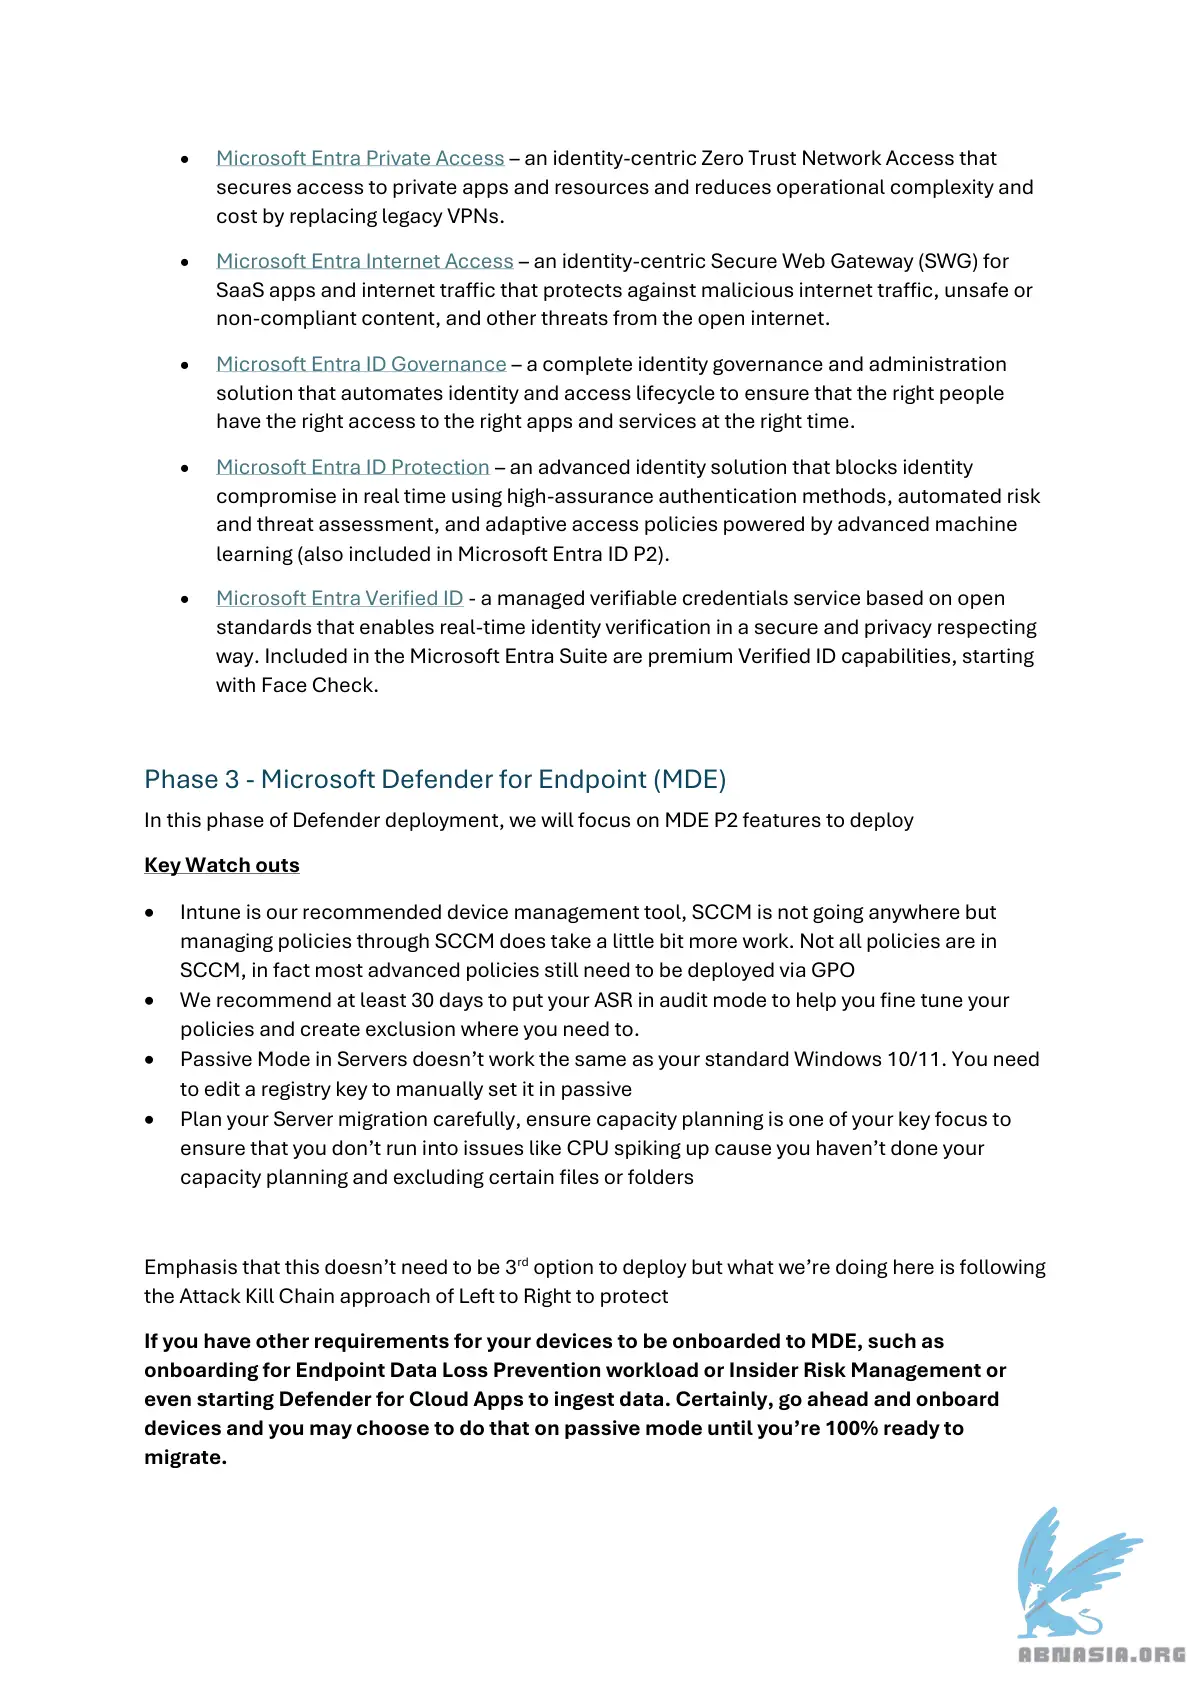 • Microsoft Entra Private Access – an identity-centric Zero Trust Network Access that
secures access to private apps and resources and reduces operational complexity and
cost by replacing legacy VPNs.
• Microsoft Entra Internet Access – an identity-centric Secure Web Gateway (SWG) for
SaaS apps and internet traffic that protects against malicious internet traffic, unsafe or
non-compliant content, and other threats from the open internet.
• Microsoft Entra ID Governance – a complete identity governance and administration
solution that automates identity and access lifecycle to ensure that the right people
have the right access to the right apps and services at the right time.
• Microsoft Entra ID Protection – an advanced identity solution that blocks identity
compromise in real time using high-assurance authentication methods, automated risk
and threat assessment, and adaptive access policies powered by advanced machine
learning (also included in Microsoft Entra ID P2).
• Microsoft Entra Verified ID - a managed verifiable credentials service based on open
standards that enables real-time identity verification in a secure and privacy respecting
way. Included in the Microsoft Entra Suite are premium Verified ID capabilities, starting
with Face Check.
Phase 3 - Microsoft Defender for Endpoint (MDE)
In this phase of Defender deployment, we will focus on MDE P2 features to deploy
Key Watch outs
• Intune is our recommended device management tool, SCCM is not going anywhere but
managing policies through SCCM does take a little bit more work. Not all policies are in
SCCM, in fact most advanced policies still need to be deployed via GPO
• We recommend at least 30 days to put your ASR in audit mode to help you fine tune your
policies and create exclusion where you need to.
• Passive Mode in Servers doesn’t work the same as your standard Windows 10/11. You need
to edit a registry key to manually set it in passive
• Plan your Server migration carefully, ensure capacity planning is one of your key focus to
ensure that you don’t run into issues like CPU spiking up cause you haven’t done your
capacity planning and excluding certain files or folders
Emphasis that this doesn’t need to be 3rd option to deploy but what we’re doing here is following
the Attack Kill Chain approach of Left to Right to protect
If you have other requirements for your devices to be onboarded to MDE, such as
onboarding for Endpoint Data Loss Prevention workload or Insider Risk Management or
even starting Defender for Cloud Apps to ingest data. Certainly, go ahead and onboard
devices and you may choose to do that on passive mode until you’re 100% ready to
migrate.
ABNASIA.ORG